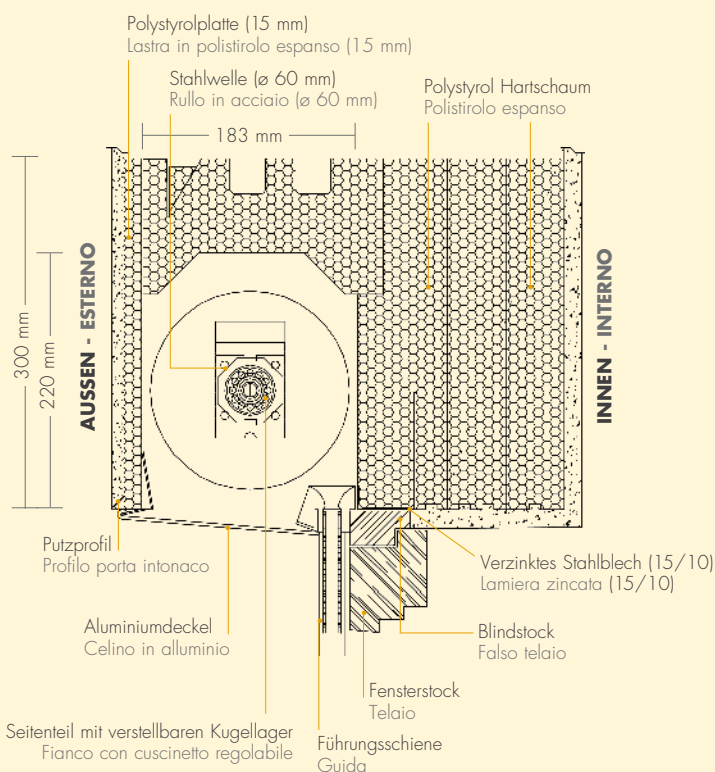 Polystyrolplatte (15 mm)
Lastra in polistirolo espanso (15 mm)
Stahlwelle (ø 60 mm)
Rullo in acciaio (ø 60 mm)
Polystyrol Hartschaum
Polistirolo espanso
183 mm
300 mm
220 mm
AUSSEN - ESTERNO
INNEN - INTERNO
Putzprofil
Profilo porta intonaco
Verzinktes Stahlblech (15/10)
Lamiera zincata (15/10)
Aluminiumdeckel
Celino in alluminio
Blindstock
Falso telaio
Fensterstock
Telaio
Seitenteil mit verstellbaren Kugellager
Fianco con cuscinetto regolabile
Führungsschiene
Guida